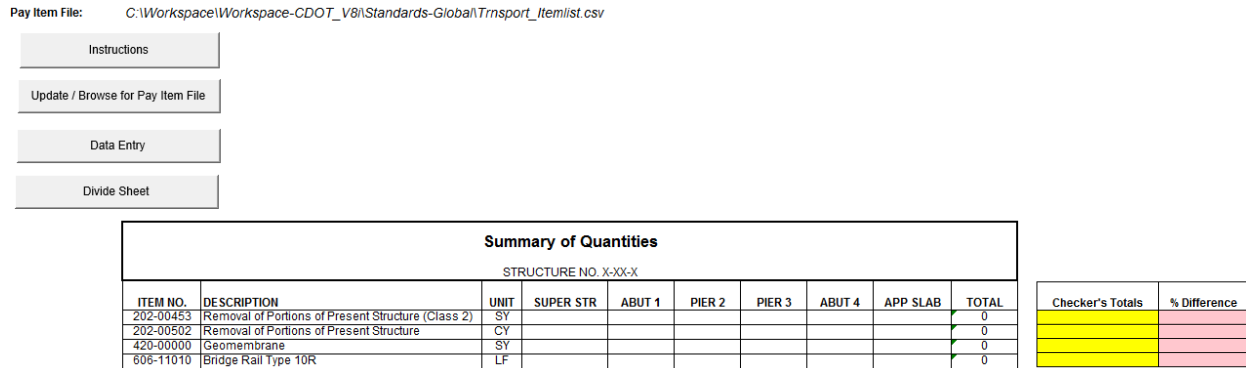 Pay Item File: C:\Workspace\Workspace-CDOT_V8i\Standards-Global\Trnsport_Itemlist.csv
Instructions
Update / Browse for Pay Item File
Data Entry
Divide Sheet
Summary of Quantities
STRUCTURE NO. X-XX-X
ITEM NO. DESCRIPTION UNIT SUPER STR ABUT 1 PIER 2 PIER 3 ABUT 4 APP SLAB TOTAL Checker's Totals % Difference
202-00453 Removal of Portions of Present Structure (Class 2) SY 0
202-00502 Removal of Portions of Present Structure CY 0
420-00000 Geomembrane SY 0
606-11010 Bridge Rail Type 10R LF 0